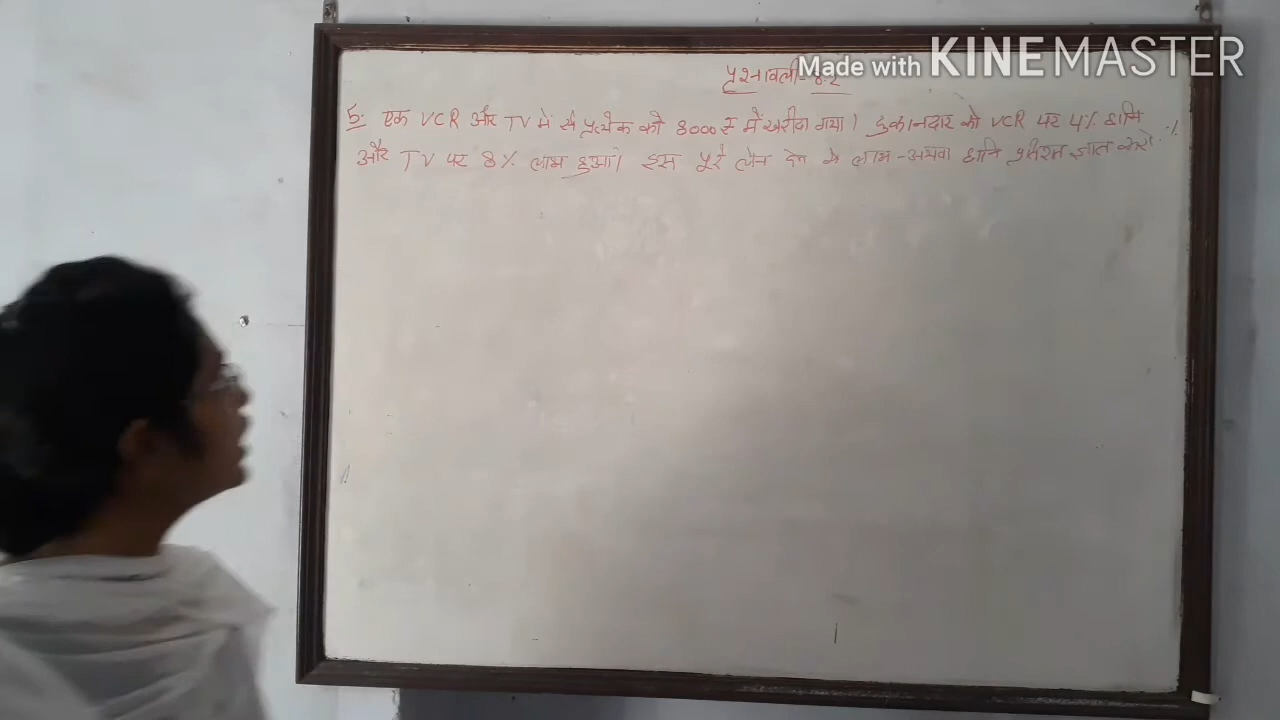 Made with KINEMASTER
प्रश्नावली - 8.2
5. एक VCR और TV में से प्रत्येक को 8000 ₹ में खरीदा गया। दुकानदार को VCR पर 4% हानि
और TV पर 8% लाभ हुआ। इस पूरे लेन देन में लाभ - अथवा हानि प्रतिशत ज्ञात करो।